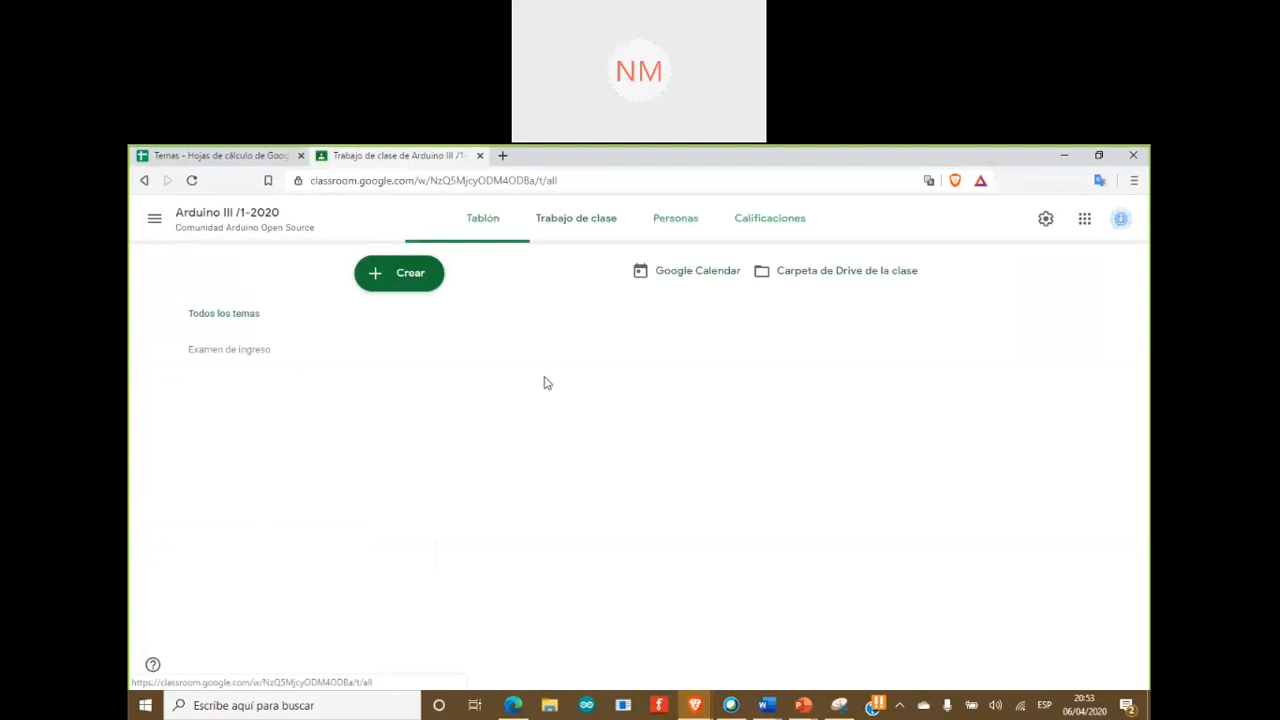 NM
Temas - Hojas de cálculo de Goog
Trabajo de clase de Arduino III /1-
classroom.google.com/w/NzQ5MjcyODM4ODBa/t/all
Arduino III /1-2020
Comunidad Arduino Open Source
Tablón
Trabajo de clase
Personas
Calificaciones
Crear
Google Calendar
Carpeta de Drive de la clase
Todos los temas
Examen de ingreso
https://classroom.google.com/w/NzQ5MjcyODM4ODBa/t/all
Escribe aquí para buscar
ESP
20:53
06/04/2020
2